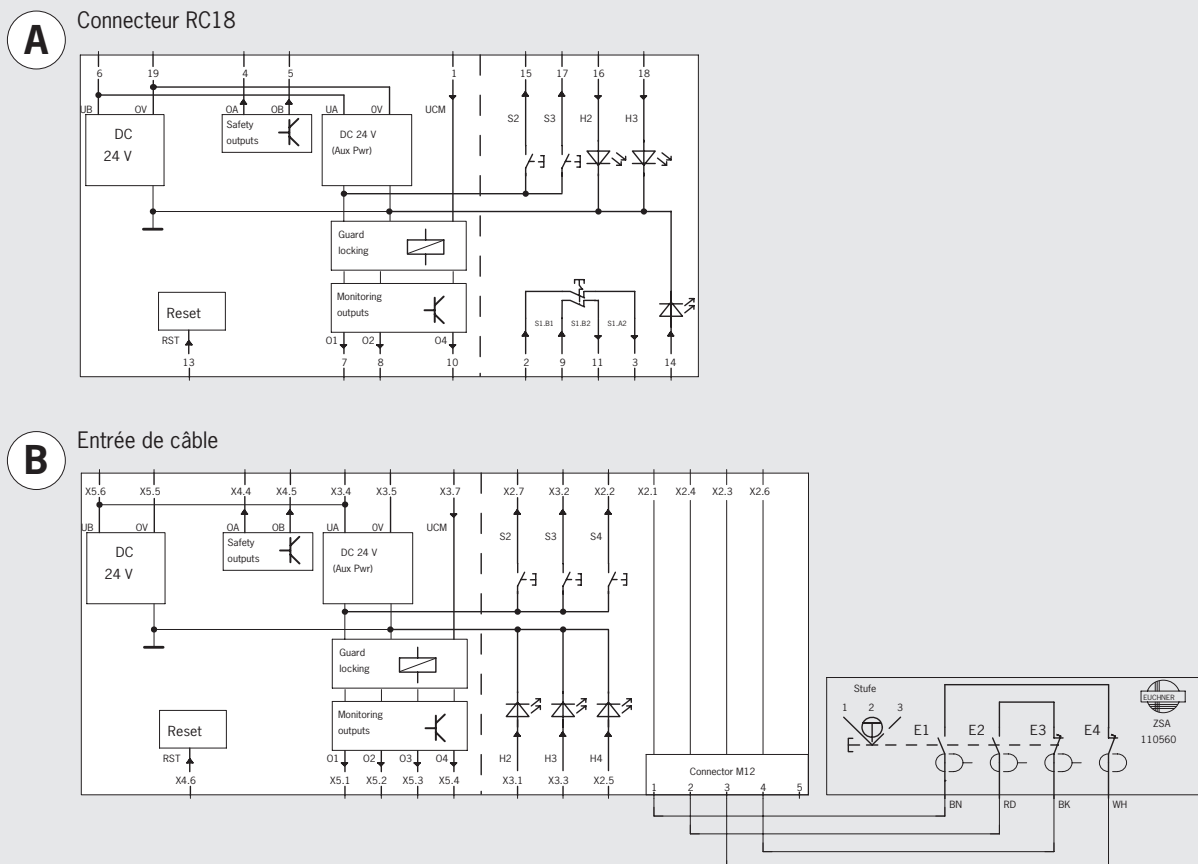 A
Connecteur RC18
6 19 4 5 1 15 17 16 18
UB OV OA OB UA OV UCM S2 S3 H2 H3
DC
24 V
Safety
outputs
DC 24 V
(Aux Pwr)
Guard
locking
Monitoring
outputs
Reset
S1.B1 S1.B2 S1.A2
RST O1 O2 O4
13 7 8 10 2 9 11 3 14
B
Entrée de câble
X5.6 X5.5 X4.4 X4.5 X3.4 X3.5 X3.7 X2.7 X3.2 X2.2 X2.1 X2.4 X2.3 X2.6
UB OV OA OB UA OV UCM S2 S3 S4
DC
24 V
Safety
outputs
DC 24 V
(Aux Pwr)
Guard
locking
Monitoring
outputs
Reset
RST O1 O2 O3 O4 H2 H3 H4
X4.6 X5.1 X5.2 X5.3 X5.4 X3.1 X3.3 X2.5
Connector M12
1 2 3 4 5
Stufe
1 2 3
E1 E2 E3 E4
EUCHNER
ZSA
110560
BN RD BK WH